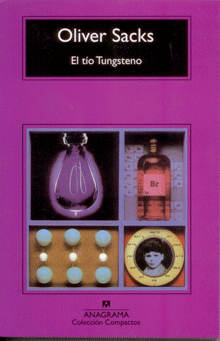 Oliver Sacks
El tío Tungsteno
Br
ANAGRAMA
Colección Compactos